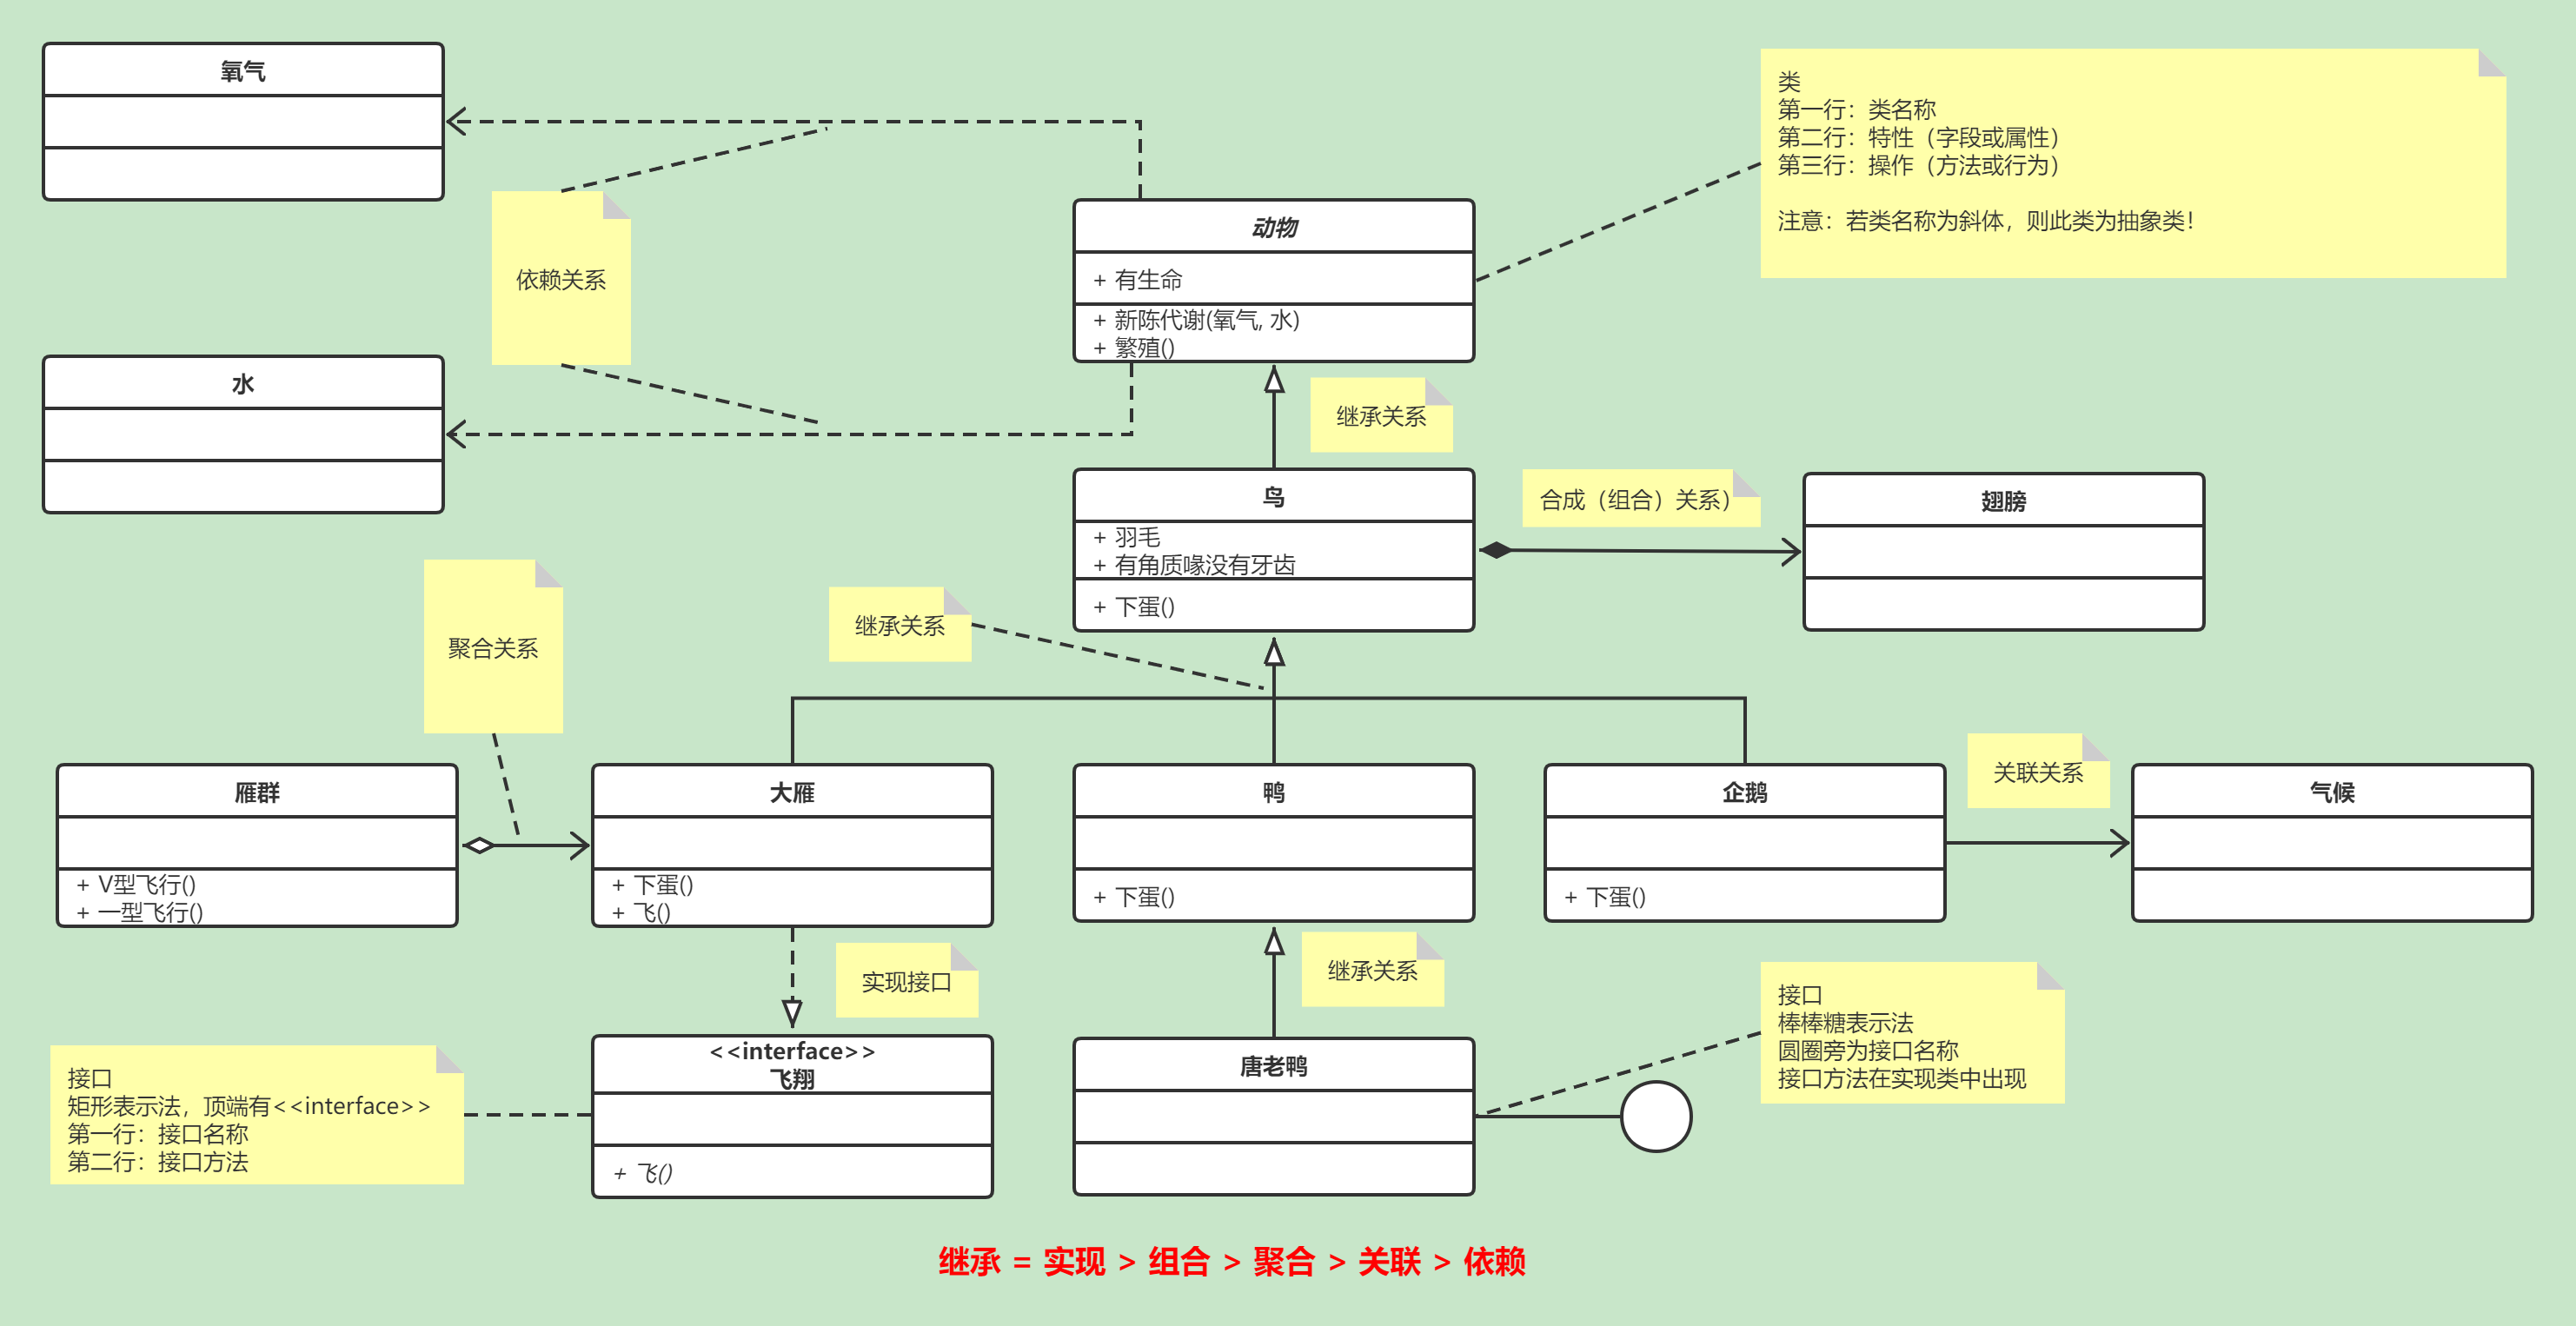 氧气
类
第一行：类名称
第二行：特性（字段或属性）
第三行：操作（方法或行为）
注意：若类名称为斜体，则此类为抽象类！
动物
+ 有生命
+ 新陈代谢(氧气, 水)
+ 繁殖()
依赖关系
水
继承关系
鸟
+ 羽毛
+ 有角质喙没有牙齿
+ 下蛋()
合成（组合）关系）
翅膀
聚合关系
继承关系
雁群
+ V型飞行()
+ 一型飞行()
大雁
+ 下蛋()
+ 飞()
鸭
+ 下蛋()
企鹅
+ 下蛋()
关联关系
气候
实现接口
继承关系
接口
矩形表示法，顶端有<<interface>>
第一行：接口名称
第二行：接口方法
<<interface>>
飞翔
+ 飞()
唐老鸭
接口
棒棒糖表示法
圆圈旁为接口名称
接口方法在实现类中出现
继承 = 实现 > 组合 > 聚合 > 关联 > 依赖